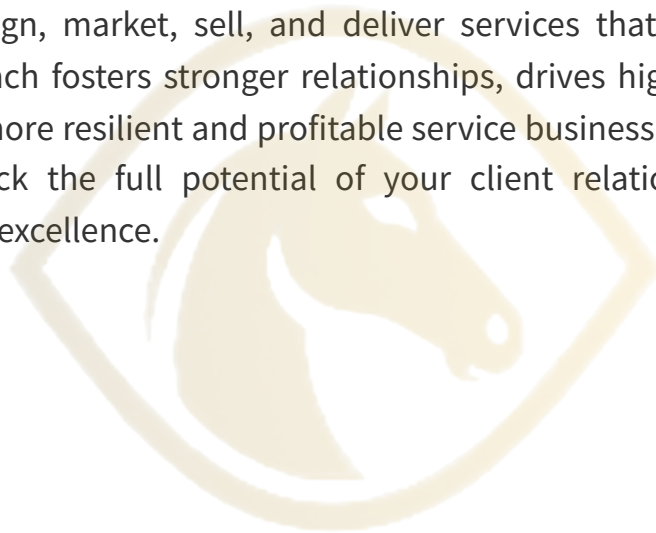 gn, market, sell, and deliver services that
ch fosters stronger relationships, drives hig
ore resilient and profitable service business
ck the full potential of your client relatio
excellence.